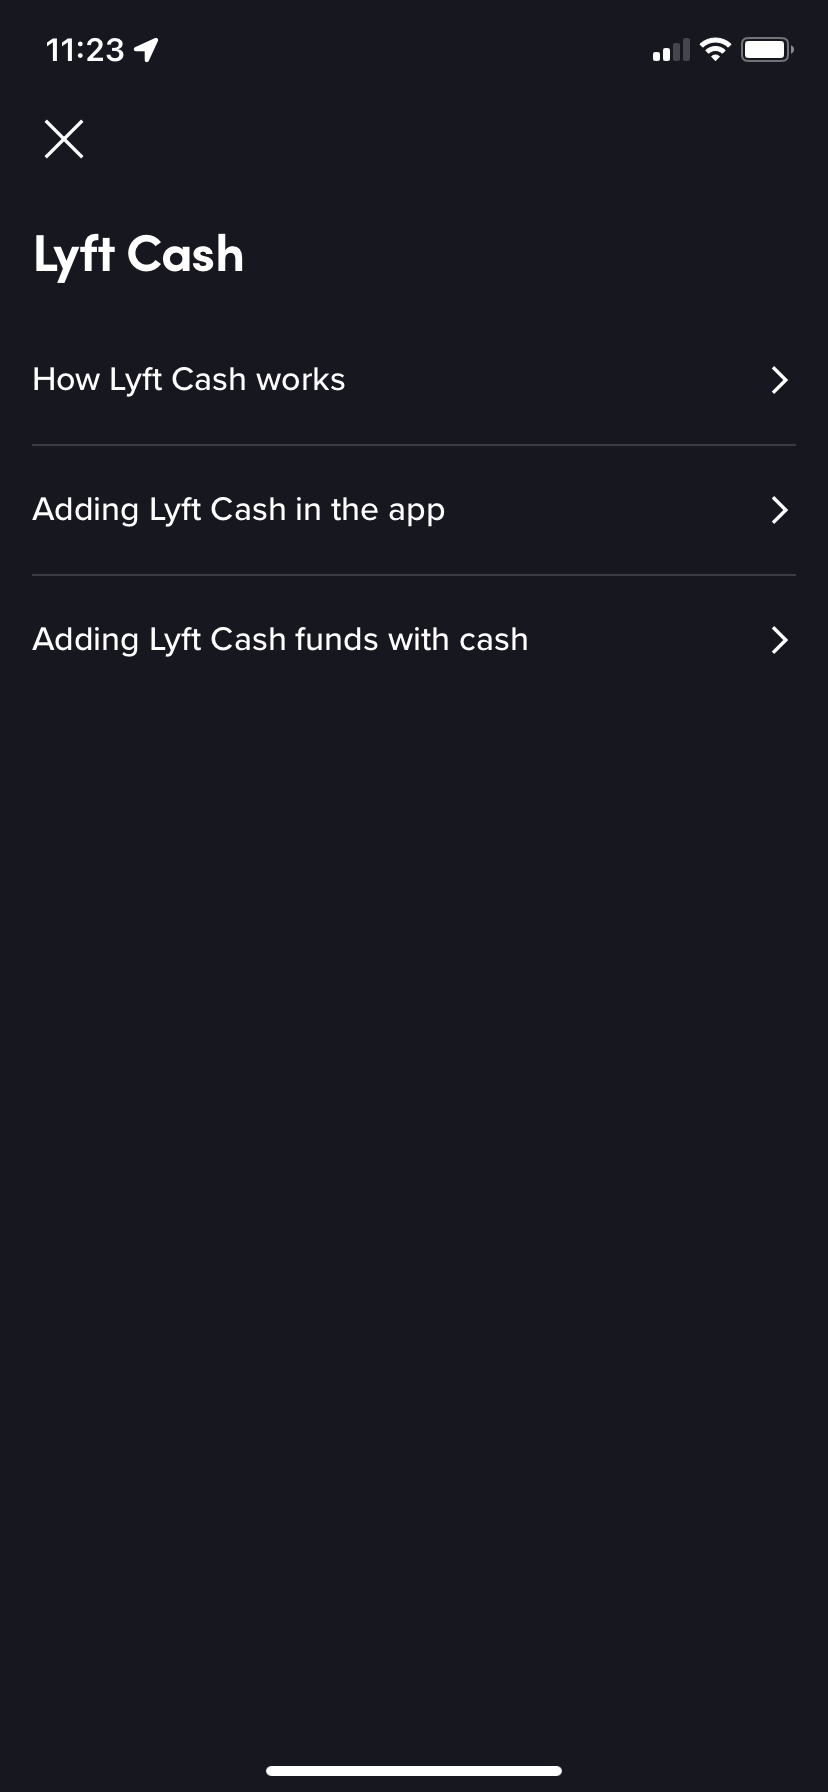 11:23
Lyft Cash
How Lyft Cash works
Adding Lyft Cash in the app
Adding Lyft Cash funds with cash